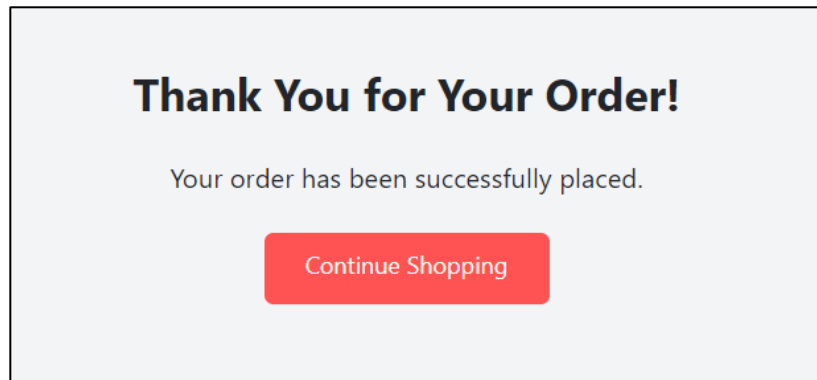 Thank You for Your Order!
Your order has been successfully placed.
Continue Shopping